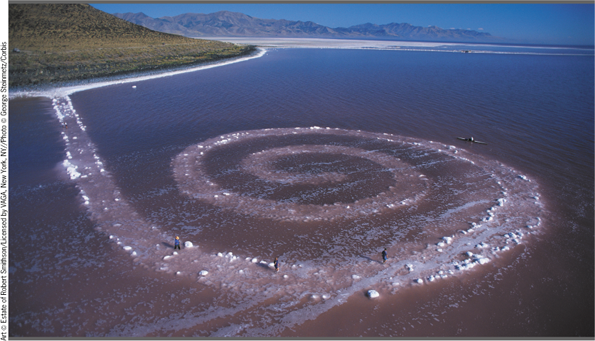 Art © Estate of Robert Smithson/Licensed by VAGA, New York, NY//Photo © George Steinmetz/Corbis